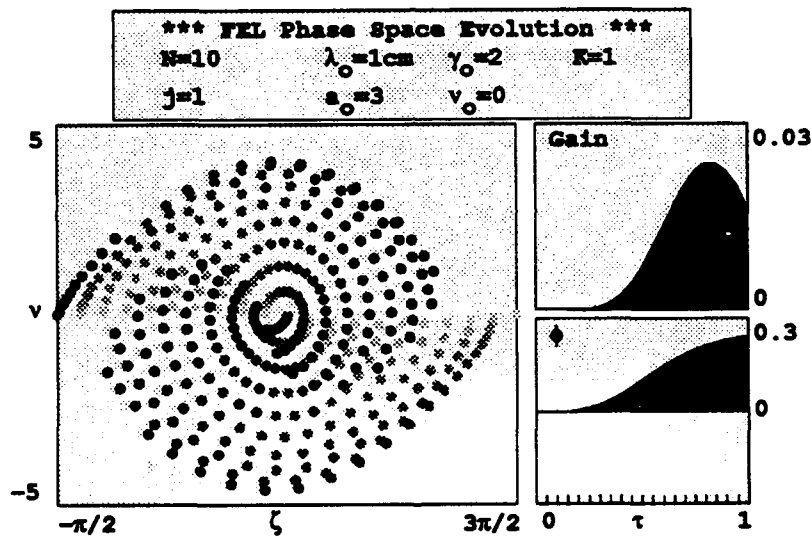 *** FEL Phase Space Evolution ***
N=10 λo=1cm γo=2 K=1
j=1 ao=3 νo=0
5
ν
-5
-π/2 ζ 3π/2
Gain 0.03
0
ϕ 0.3
0
0 τ 1